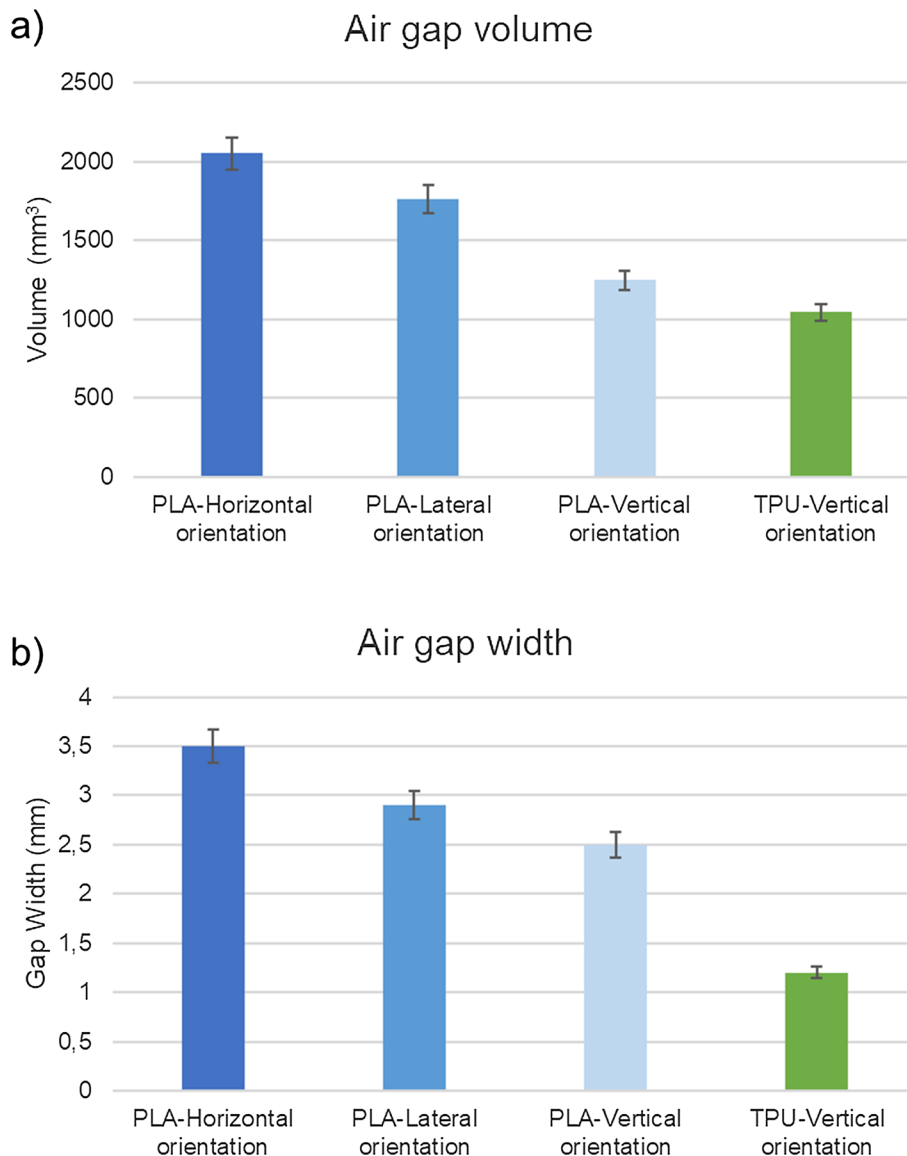 a)
Air gap volume
2500
2000
1500
1000
500
0
Volume (mm³)
PLA-Horizontal
orientation
PLA-Lateral
orientation
PLA-Vertical
orientation
TPU-Vertical
orientation
b)
Air gap width
4
3,5
3
2,5
2
1,5
1
0,5
0
Gap Width (mm)
PLA-Horizontal
orientation
PLA-Lateral
orientation
PLA-Vertical
orientation
TPU-Vertical
orientation